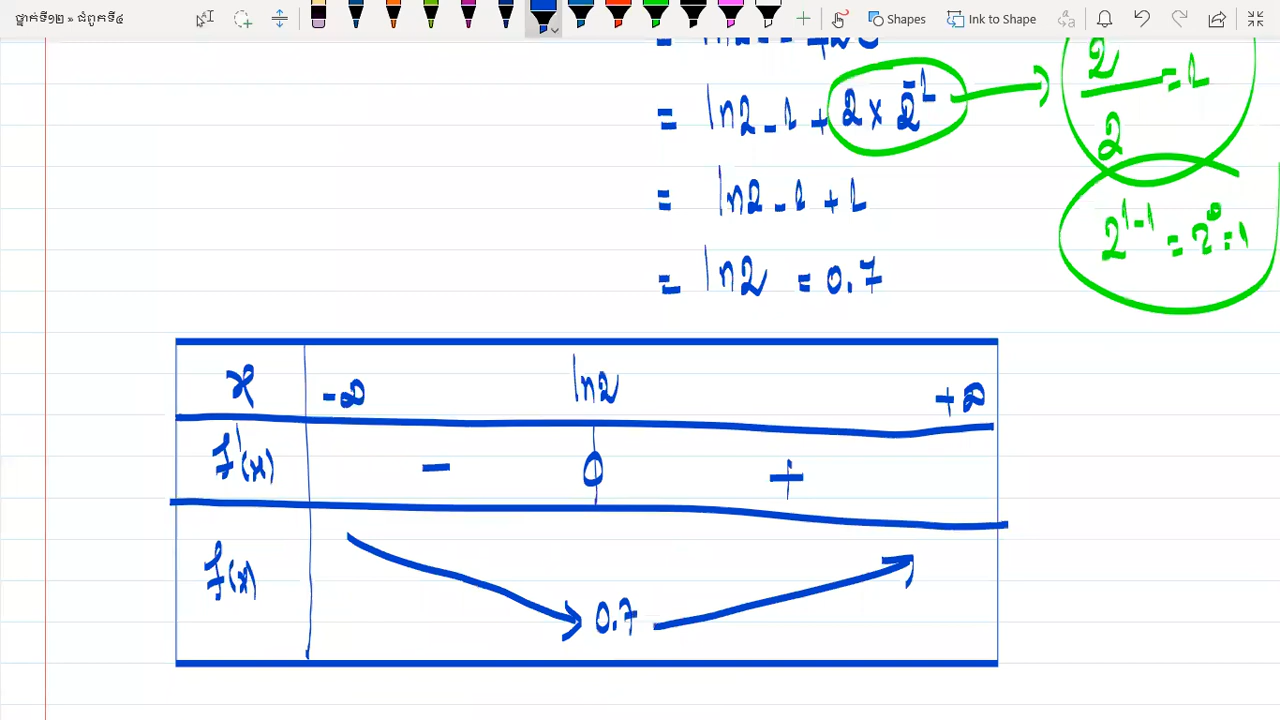 ថ្នាក់ទី១២ » ជំពូកទី៤
Shapes
Ink to Shape
= ln2 - 1 + 2 × 2⁻¹
2/2 = 1
= ln2 - 1 + 1
2¹⁻¹ = 2⁰ = 1
= ln2 = 0.7
x -∞ ln2 +∞
f'(x) - 0 +
f(x) 0.7